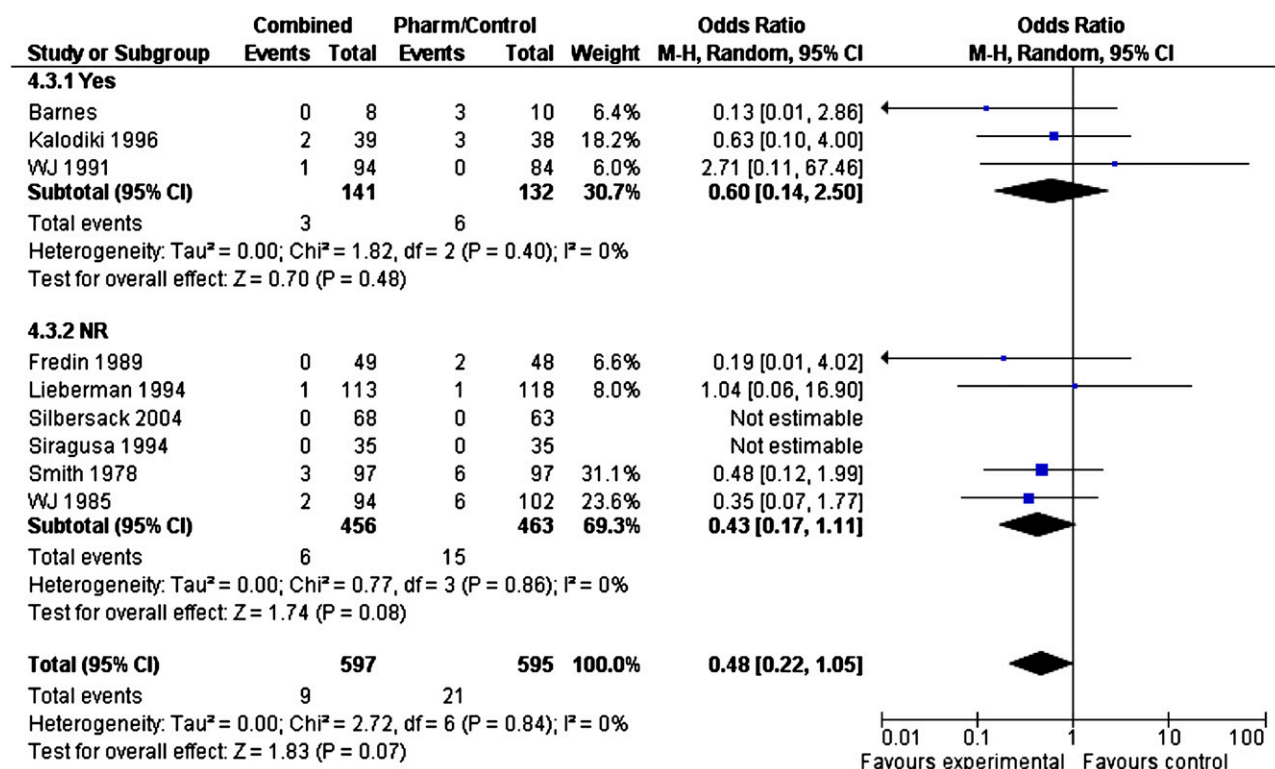 Combined Pharm/Control Odds Ratio Odds Ratio
Study or Subgroup Events Total Events Total Weight M-H, Random, 95% CI M-H, Random, 95% CI
4.3.1 Yes
Barnes 0 8 3 10 6.4% 0.13 [0.01, 2.86]
Kalodiki 1996 2 39 3 38 18.2% 0.63 [0.10, 4.00]
WJ 1991 1 94 0 84 6.0% 2.71 [0.11, 67.46]
Subtotal (95% CI) 141 132 30.7% 0.60 [0.14, 2.50]
Total events 3 6
Heterogeneity: Tau² = 0.00; Chi² = 1.82, df = 2 (P = 0.40); I² = 0%
Test for overall effect: Z = 0.70 (P = 0.48)
4.3.2 NR
Fredin 1989 0 49 2 48 6.6% 0.19 [0.01, 4.02]
Lieberman 1994 1 113 1 118 8.0% 1.04 [0.06, 16.90]
Silbersack 2004 0 68 0 63 Not estimable
Siragusa 1994 0 35 0 35 Not estimable
Smith 1978 3 97 6 97 31.1% 0.48 [0.12, 1.99]
WJ 1985 2 94 6 102 23.6% 0.35 [0.07, 1.77]
Subtotal (95% CI) 456 463 69.3% 0.43 [0.17, 1.11]
Total events 6 15
Heterogeneity: Tau² = 0.00; Chi² = 0.77, df = 3 (P = 0.86); I² = 0%
Test for overall effect: Z = 1.74 (P = 0.08)
Total (95% CI) 597 595 100.0% 0.48 [0.22, 1.05]
Total events 9 21
Heterogeneity: Tau² = 0.00; Chi² = 2.72, df = 6 (P = 0.84); I² = 0%
Test for overall effect: Z = 1.83 (P = 0.07)
0.01 0.1 1 10 100
Favours experimental Favours control